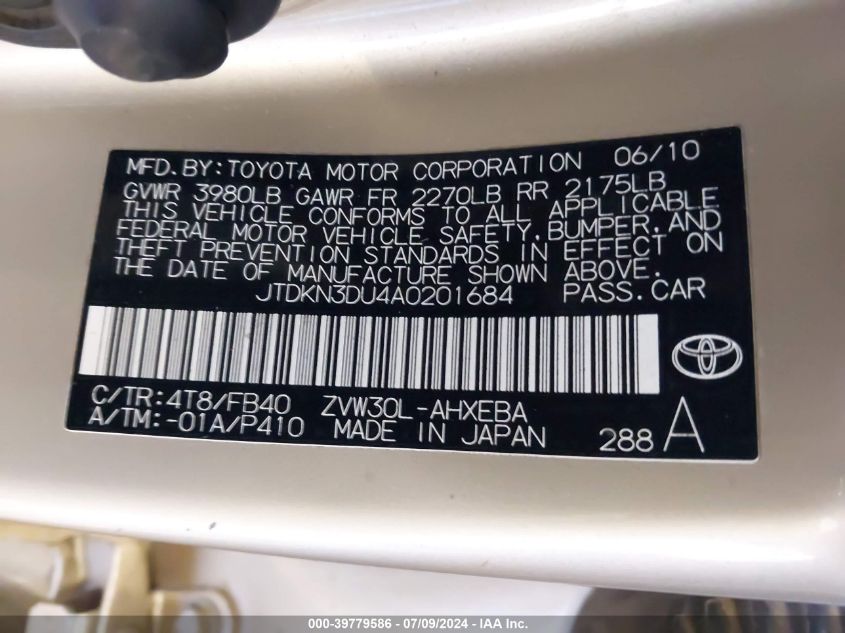 MFD.BY:TOYOTA MOTOR CORPORATION 06/10
GVWR 3980LB GAWR FR 2270LB RR 2175LB
THIS VEHICLE CONFORMS TO ALL APPLICABLE
FEDERAL MOTOR VEHICLE SAFETY,BUMPER,AND
THEFT PREVENTION STANDARDS IN EFFECT ON
THE DATE OF MANUFACTURE SHOWN ABOVE.
JTDKN3DU4A0201684 PASS.CAR
C/TR:4T8/FB40 ZVW30L-AHXEBA
A/TM:-01A/P410 MADE IN JAPAN 288 A
000-39779586 / 07/09/2024 - IAA Inc.